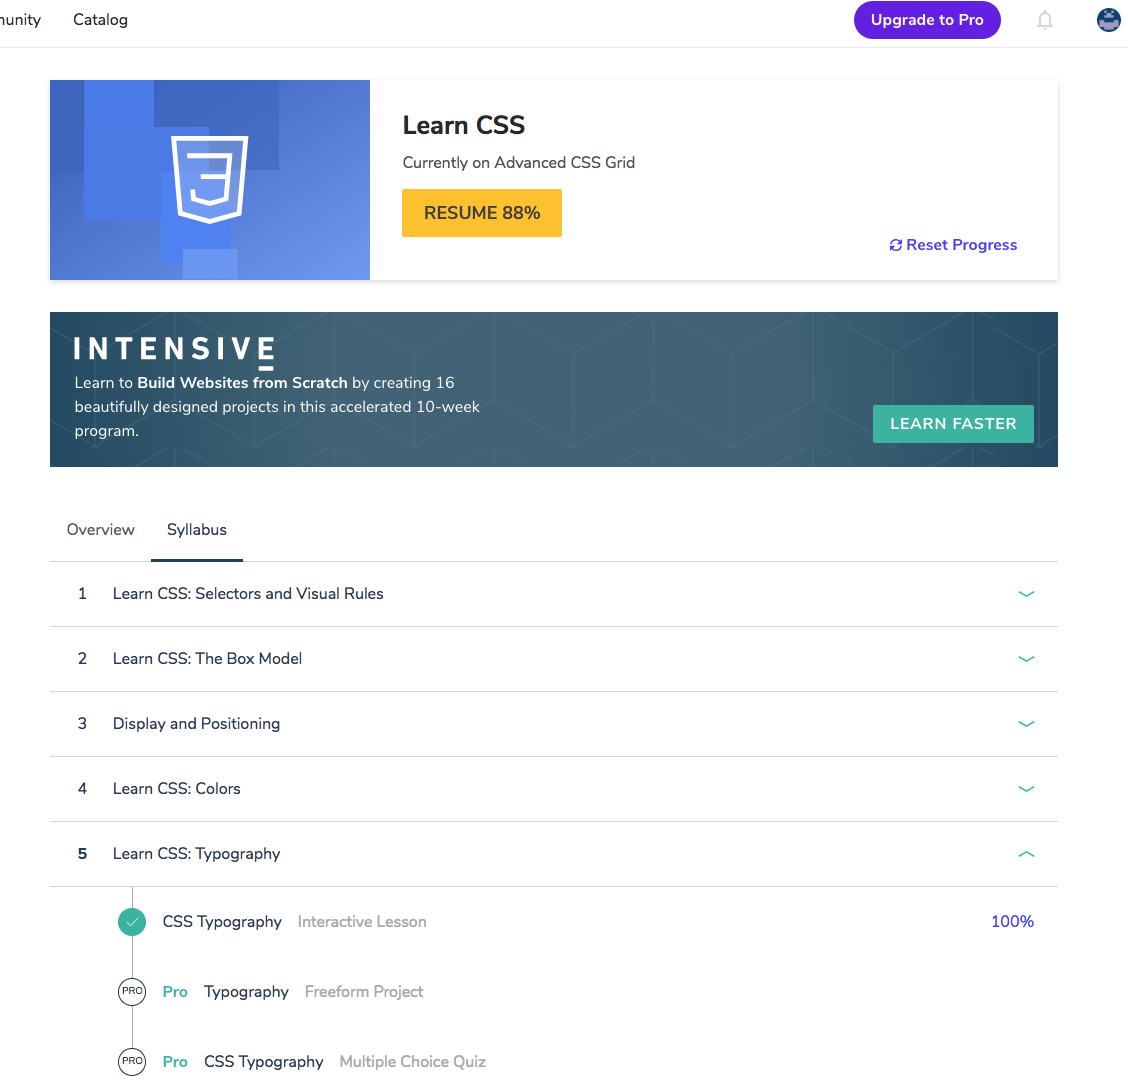 Catalog
Upgrade to Pro
Learn CSS
Currently on Advanced CSS Grid
RESUME 88%
Reset Progress
INTENSIVE
Learn to Build Websites from Scratch by creating 16
beautifully designed projects in this accelerated 10-week
program.
LEARN FASTER
Overview Syllabus
1 Learn CSS: Selectors and Visual Rules
2 Learn CSS: The Box Model
3 Display and Positioning
4 Learn CSS: Colors
5 Learn CSS: Typography
CSS Typography Interactive Lesson 100%
PRO Pro Typography Freeform Project
PRO Pro CSS Typography Multiple Choice Quiz